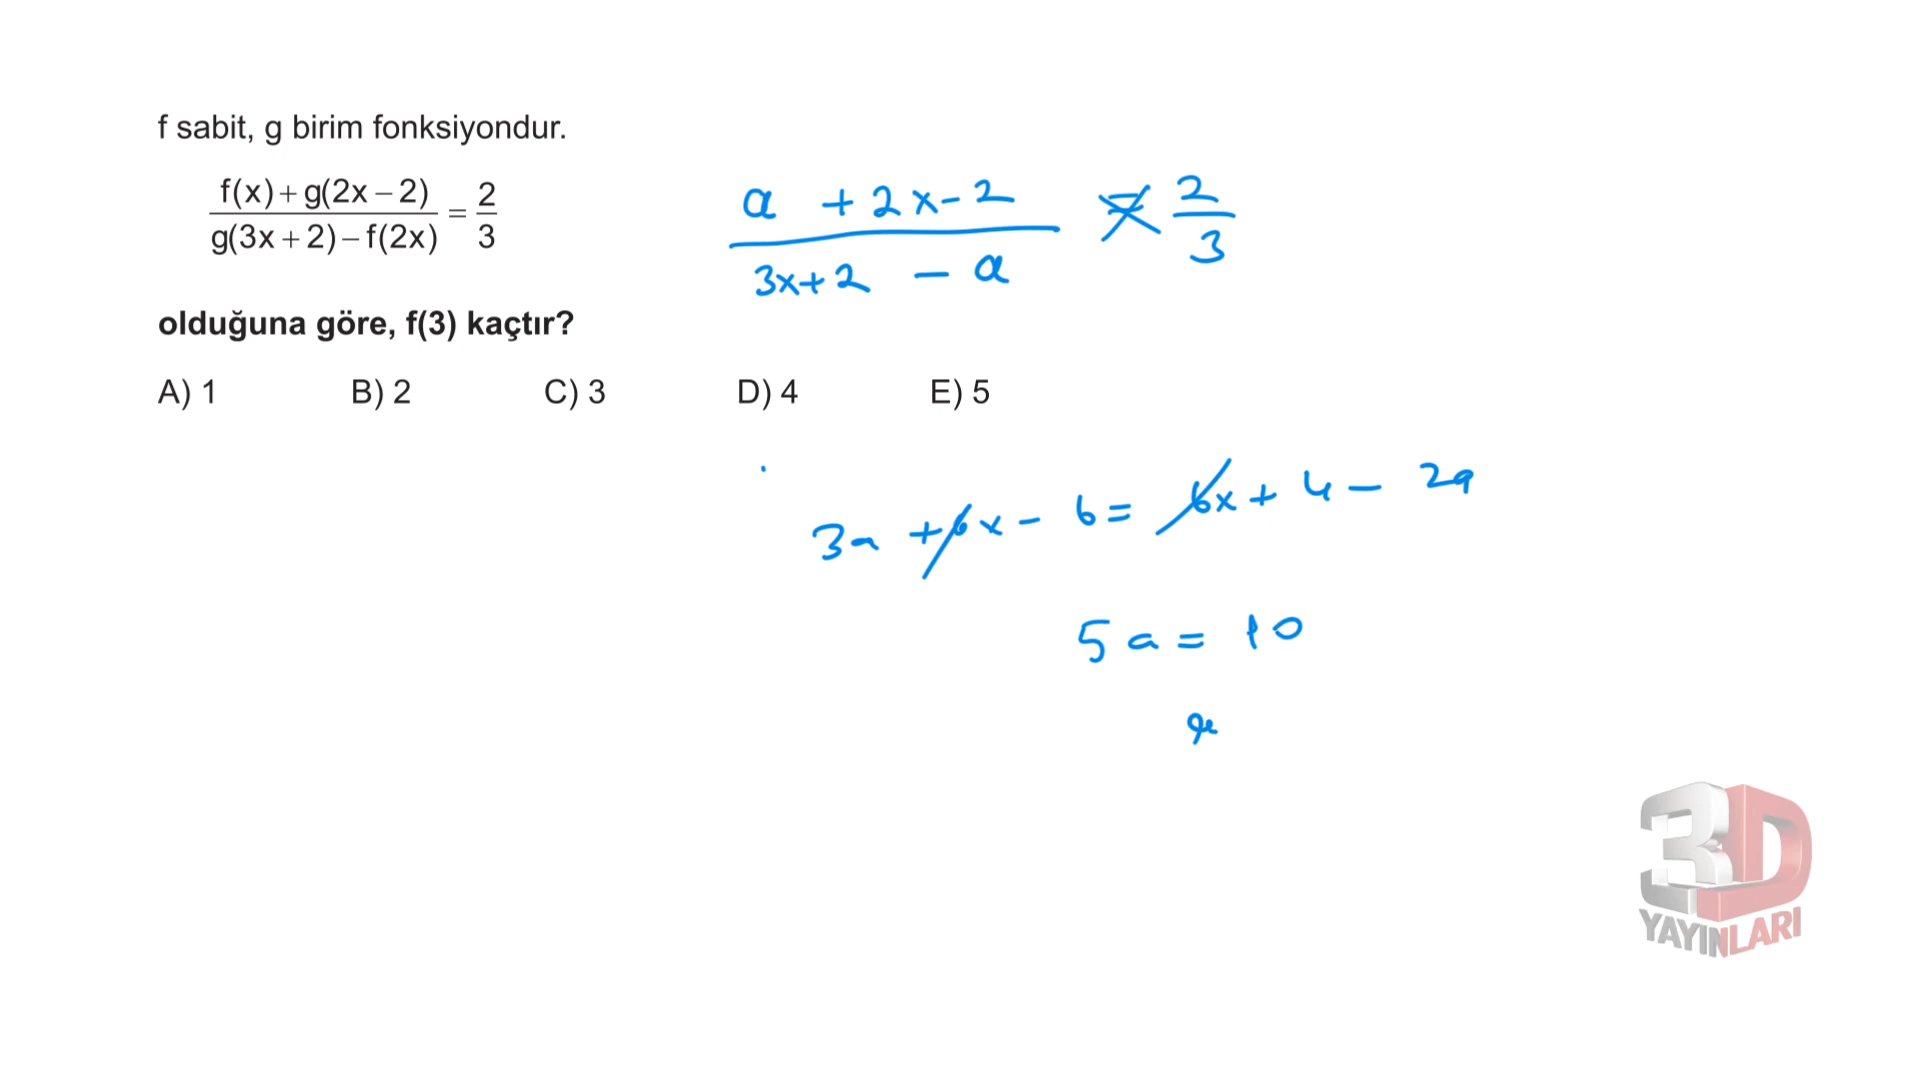 f sabit, g birim fonksiyondur.
f(x)+g(2x−2) / g(3x+2)−f(2x) = 2/3
olduğuna göre, f(3) kaçtır?
A) 1 B) 2 C) 3 D) 4 E) 5
a +2x-2 / 3x+2 - a = 2/3
3a +6x- 6= 6x+ 4- 2a
5a= 10
3D
YAYINLARI